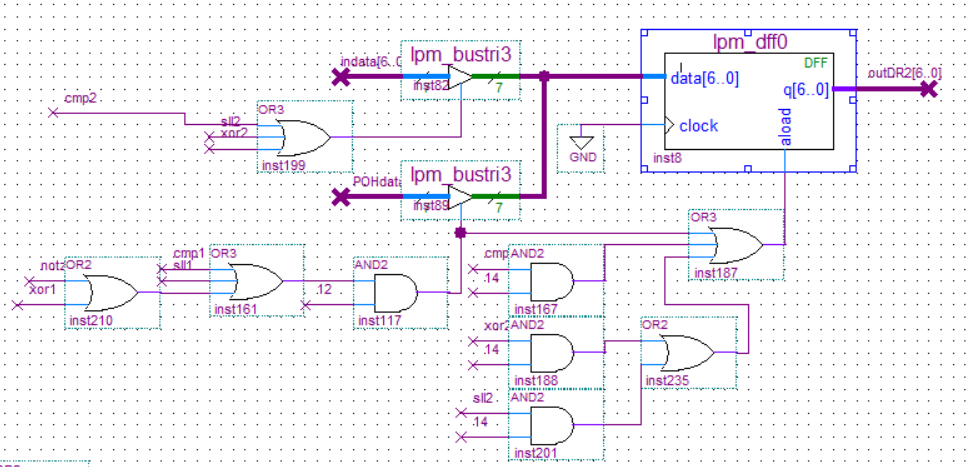 lpm_bustri3
indata[6..0
7
inst82
lpm_dff0
DFF
data[6..0]
q[6..0]
outDR2[6..0]
clock
aload
inst8
GND
.cmp2
OR3
sll2
xor2
inst199
lpm_bustri3
POHdata
7
inst89
OR3
inst187
.notz
OR2
xor1
inst210
.cmp1
OR3
sll1
inst161
AND2
.12
inst117
.cmp
AND2
.14
inst167
xor2
AND2
.14
inst188
OR2
inst235
sll2
AND2
14
inst201